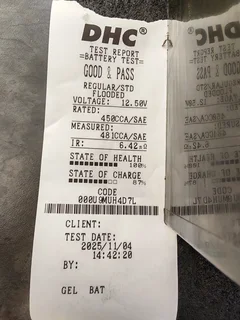 DHC®
TEST REPORT
=BATTERY TEST=
GOOD & PASS
REGULAR/STD
FLOODED
VOLTAGE: 12.50V
RATED:
450CCA/SAE
MEASURED:
481CCA/SAE
IR: 6.42mΩ
STATE OF HEALTH
100%
STATE OF CHARGE
87%
CODE
000U9MUH4D7L
CLIENT:
TEST DATE:
2025/11/04
14:42:20
BY:
GEL BAT